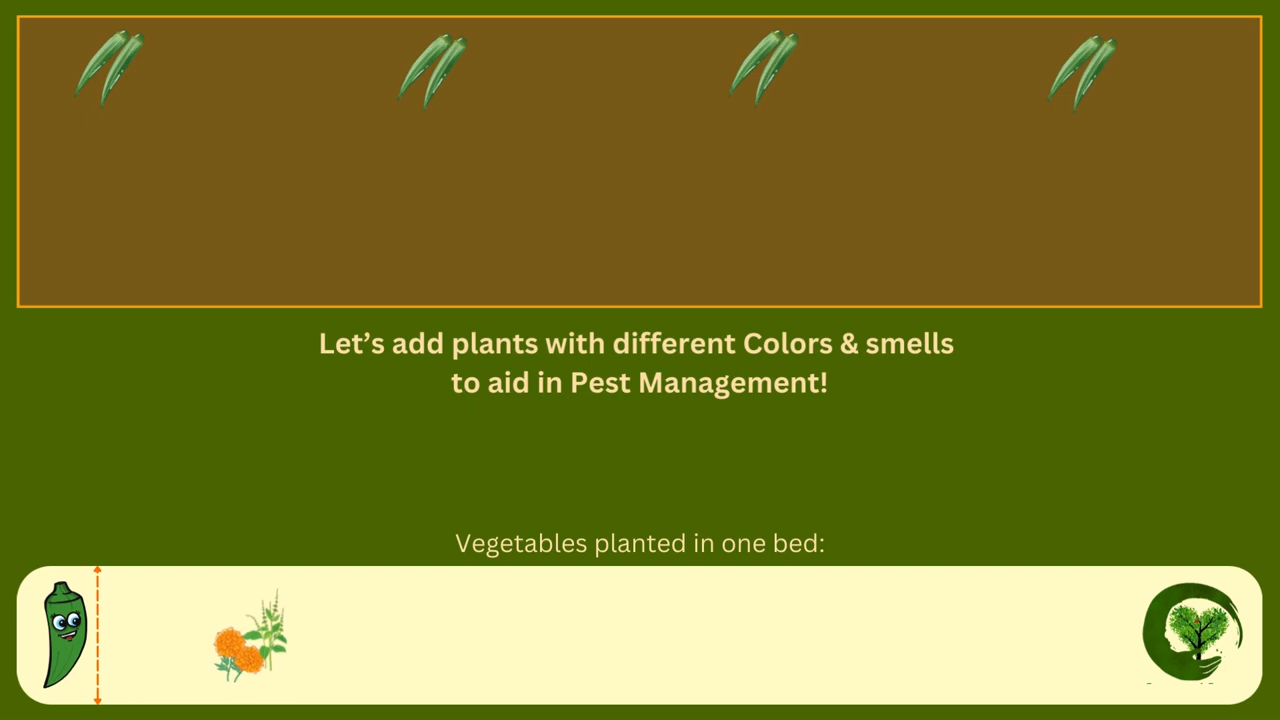 Let’s add plants with different Colors & smells
to aid in Pest Management!
Vegetables planted in one bed: